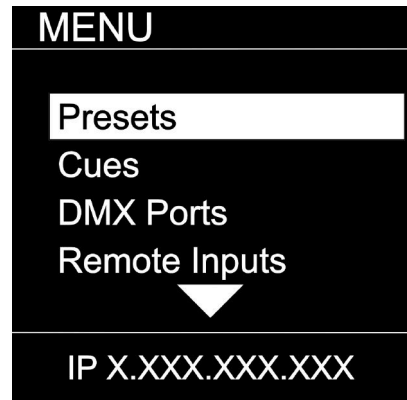 MENU
Presets
Cues
DMX Ports
Remote Inputs
IP X.XXX.XXX.XXX